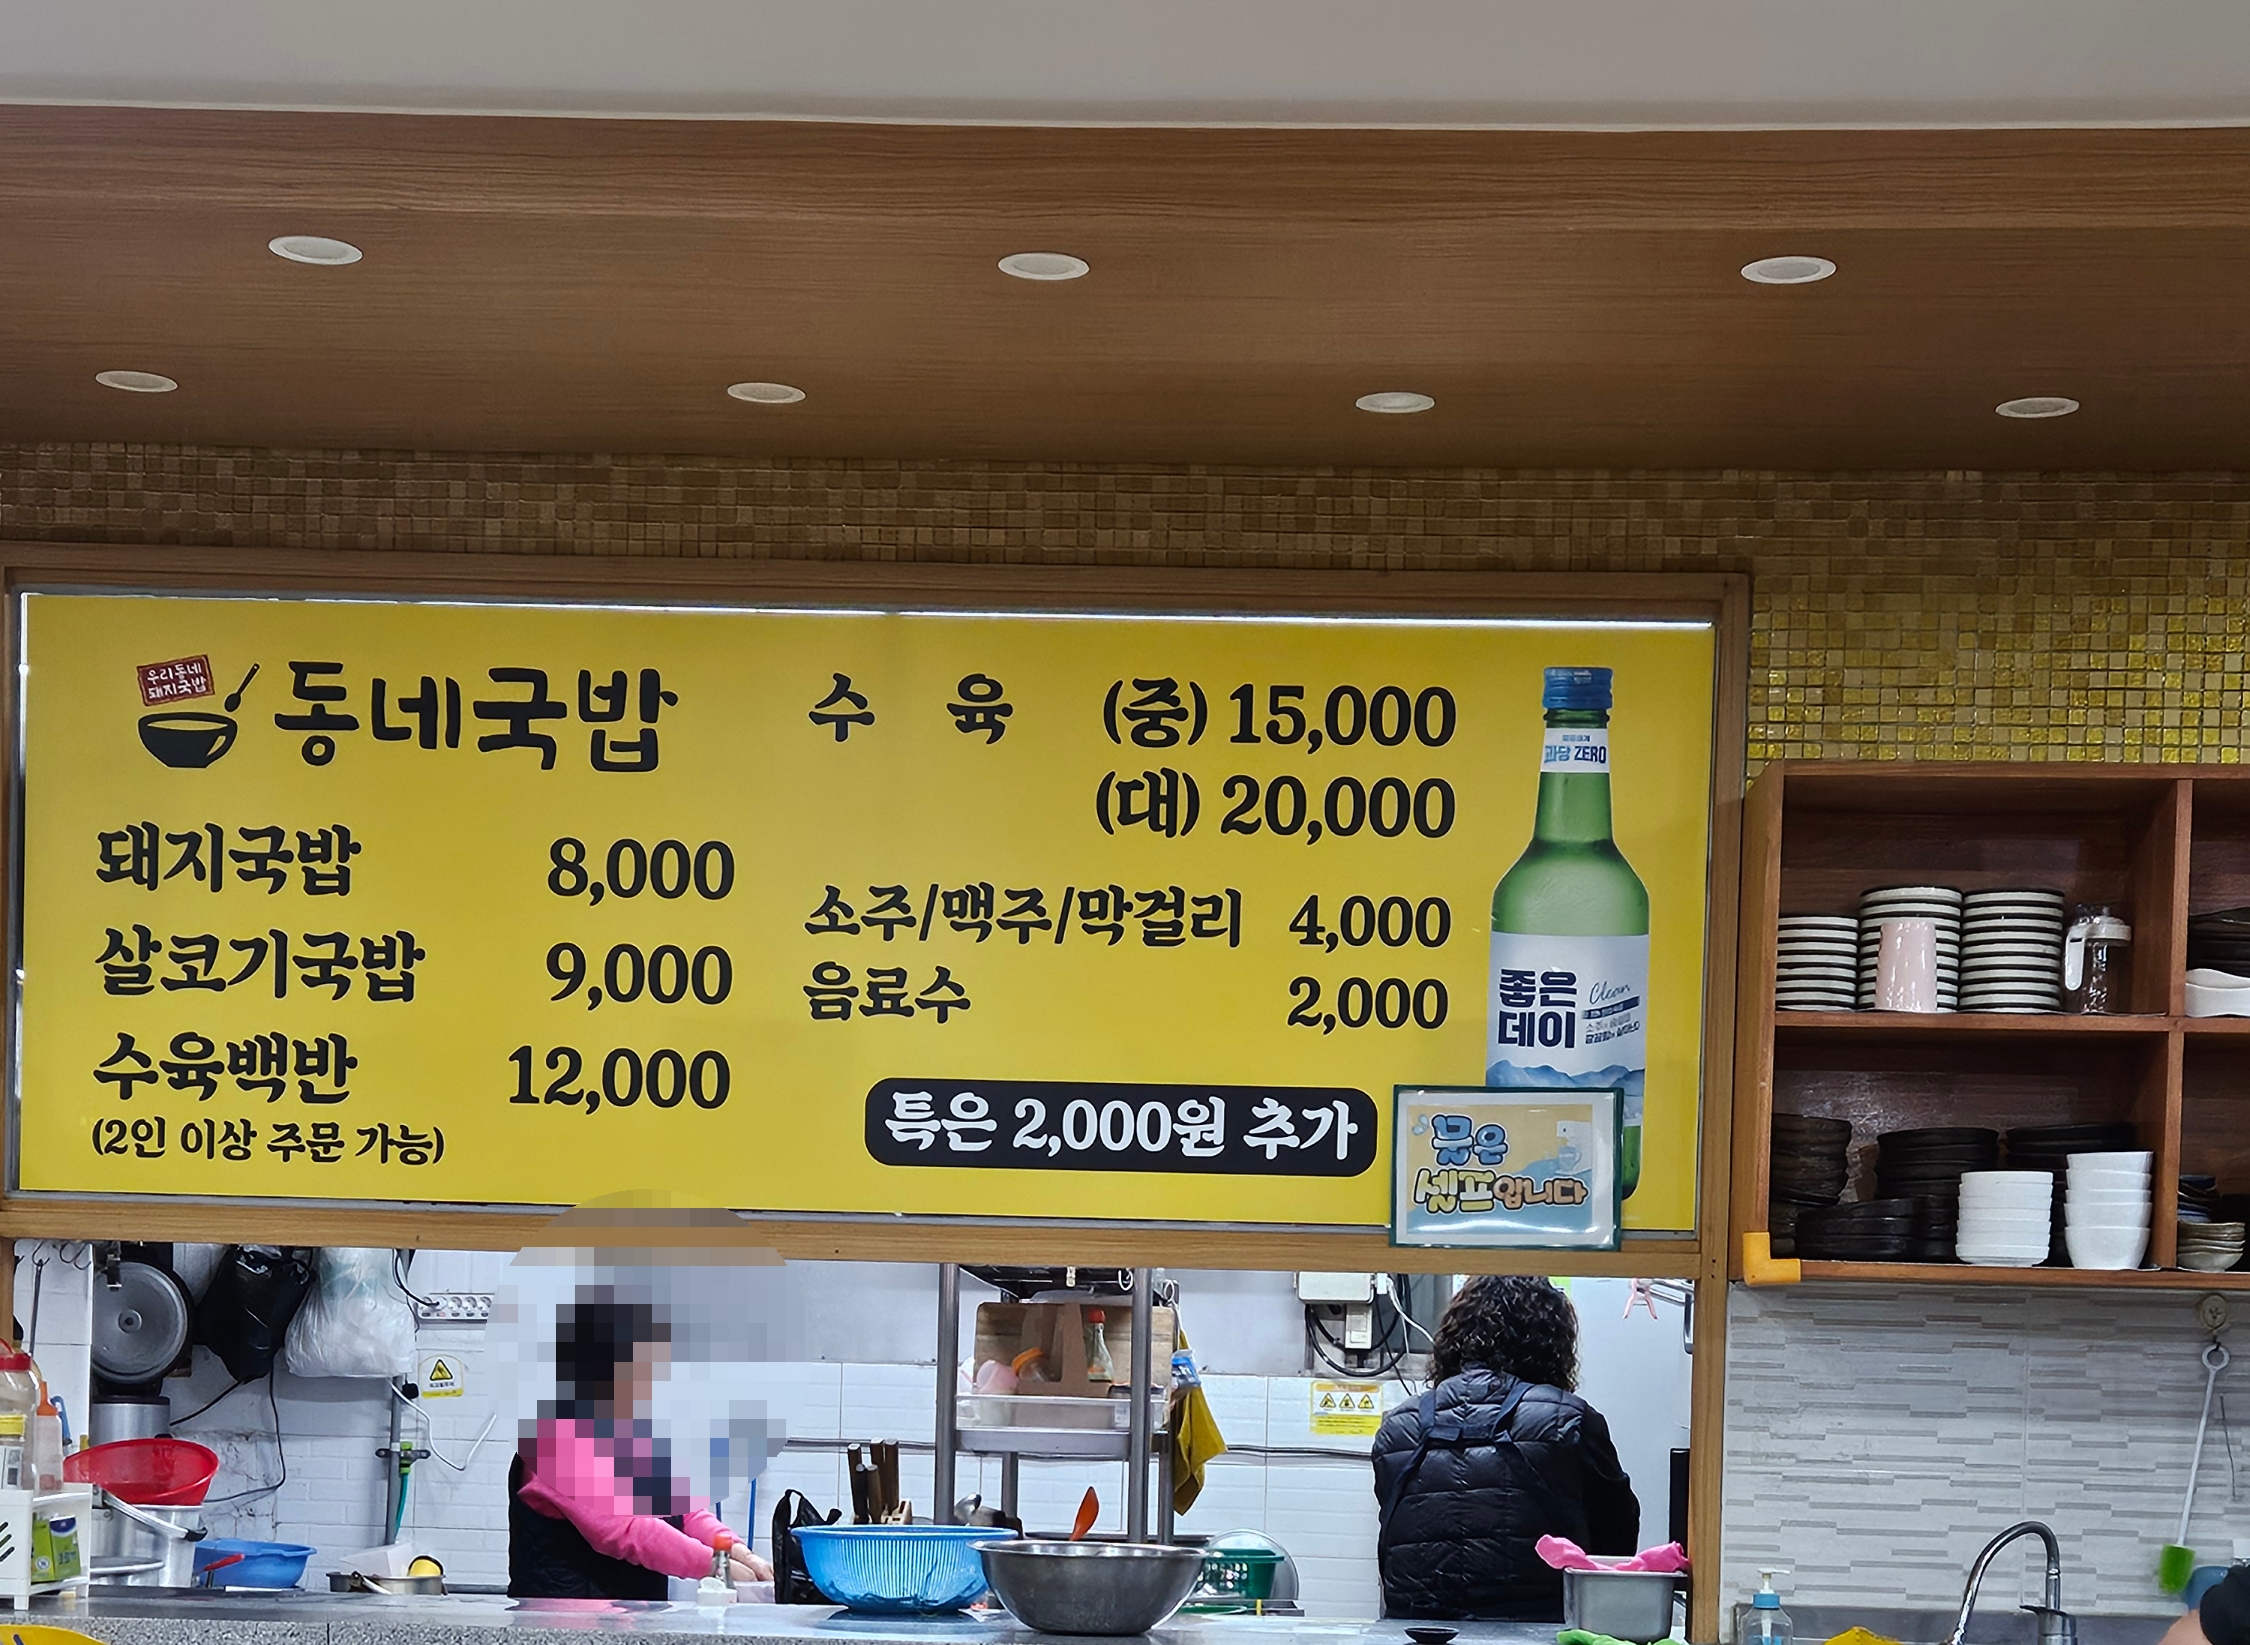 우리동네
돼지국밥
동네국밥
돼지국밥 8,000
살코기국밥 9,000
수육백반 12,000
(2인 이상 주문 가능)
수 육 (중) 15,000
(대) 20,000
소주/맥주/막걸리 4,000
음료수 2,000
특은 2,000원 추가
과당 ZERO
좋은
데이
Clean
물은
셀프입니다